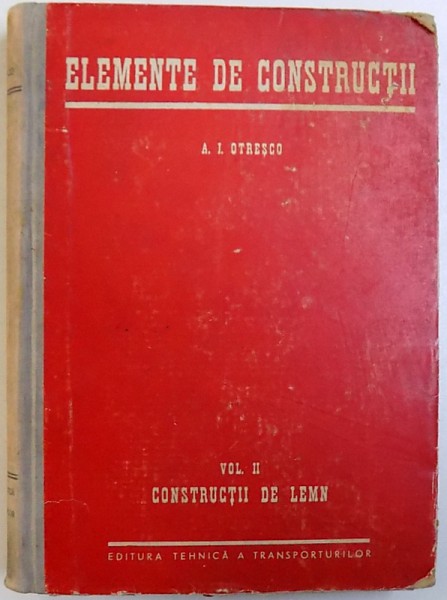 ELEMENTE DE CONSTRUCȚII
A. I. OTREȘCO
VOL. II
CONSTRUCȚII DE LEMN
EDITURA TEHNICĂ A TRANSPORTURILOR